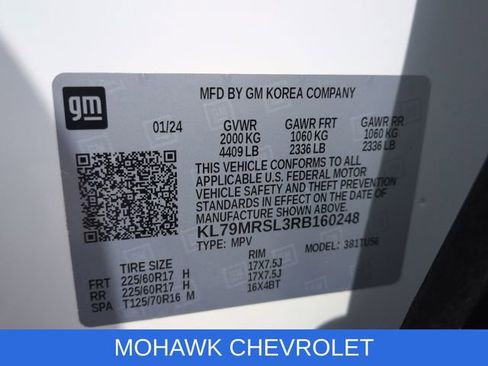 gm
MFD BY GM KOREA COMPANY
01/24 GVWR GAWR FRT GAWR RR
2000 KG 1060 KG 1060 KG
4409 LB 2336 LB 2336 LB
THIS VEHICLE CONFORMS TO ALL
APPLICABLE U.S. FEDERAL MOTOR
VEHICLE SAFETY AND THEFT PREVENTION
STANDARDS IN EFFECT ON THE DATE OF
MANUFACTURE SHOWN ABOVE.
KL79MRSL3RB160248
TYPE: MPV MODEL: 381TU56
TIRE SIZE RIM
FRT 225/60R17 H 17X7.5J
RR 225/60R17 H 17X7.5J
SPA T125/70R16 M 16X4BT
MOHAWK CHEVROLET